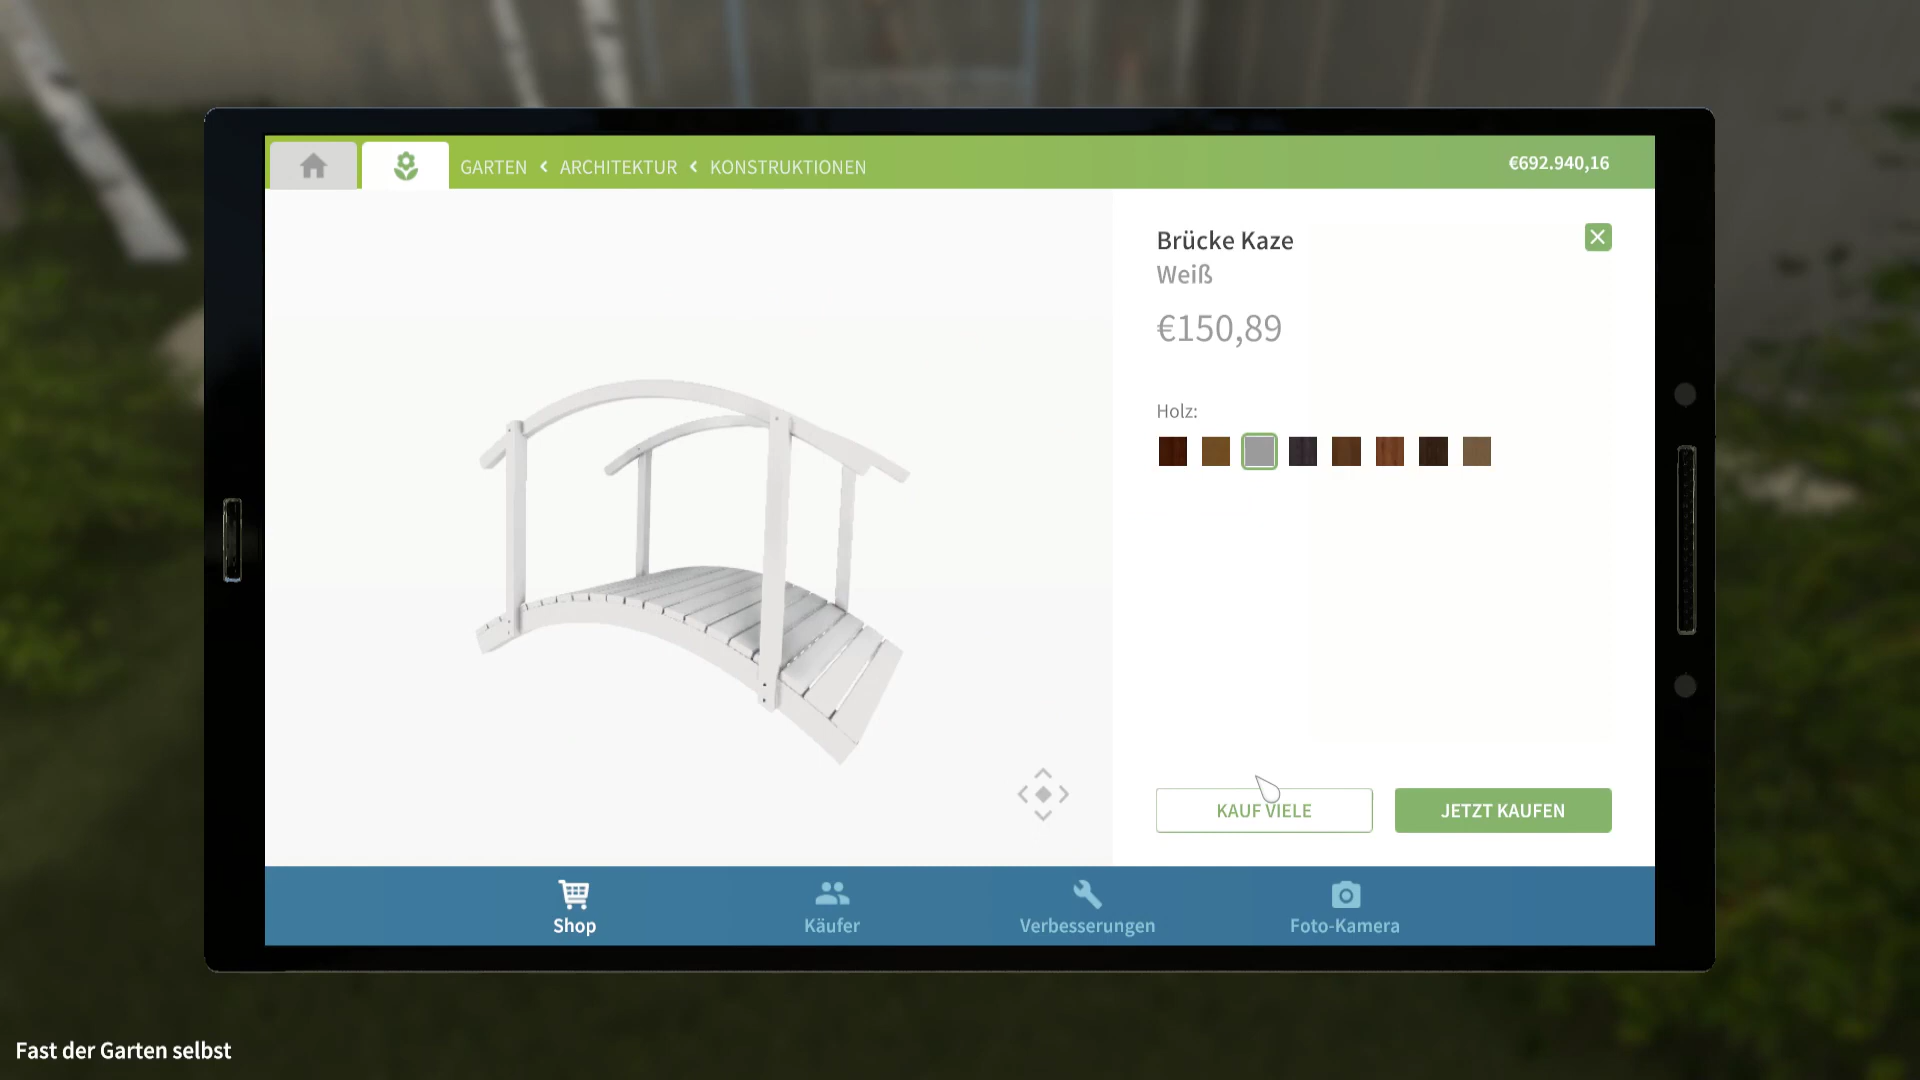 GARTEN < ARCHITEKTUR < KONSTRUKTIONEN
€692.940,16
Brücke Kaze
Weiß
€150,89
Holz:
KAUF VIELE
JETZT KAUFEN
Shop
Käufer
Verbesserungen
Foto-Kamera
Fast der Garten selbst